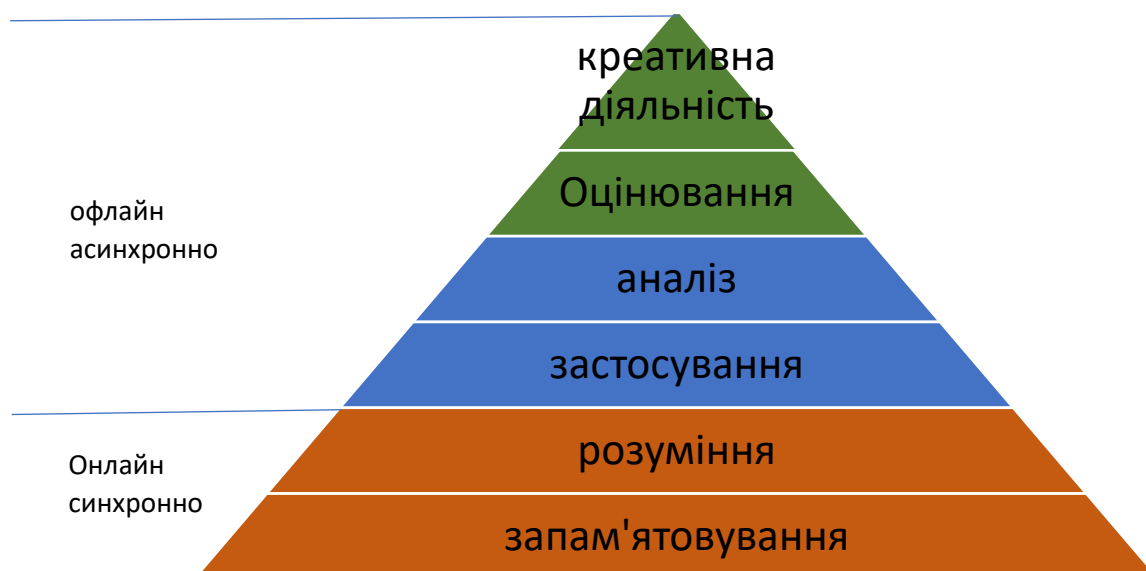 креативна
діяльність
Оцінювання
офлайн
асинхронно
аналіз
застосування
розуміння
Онлайн
синхронно
запам'ятовування